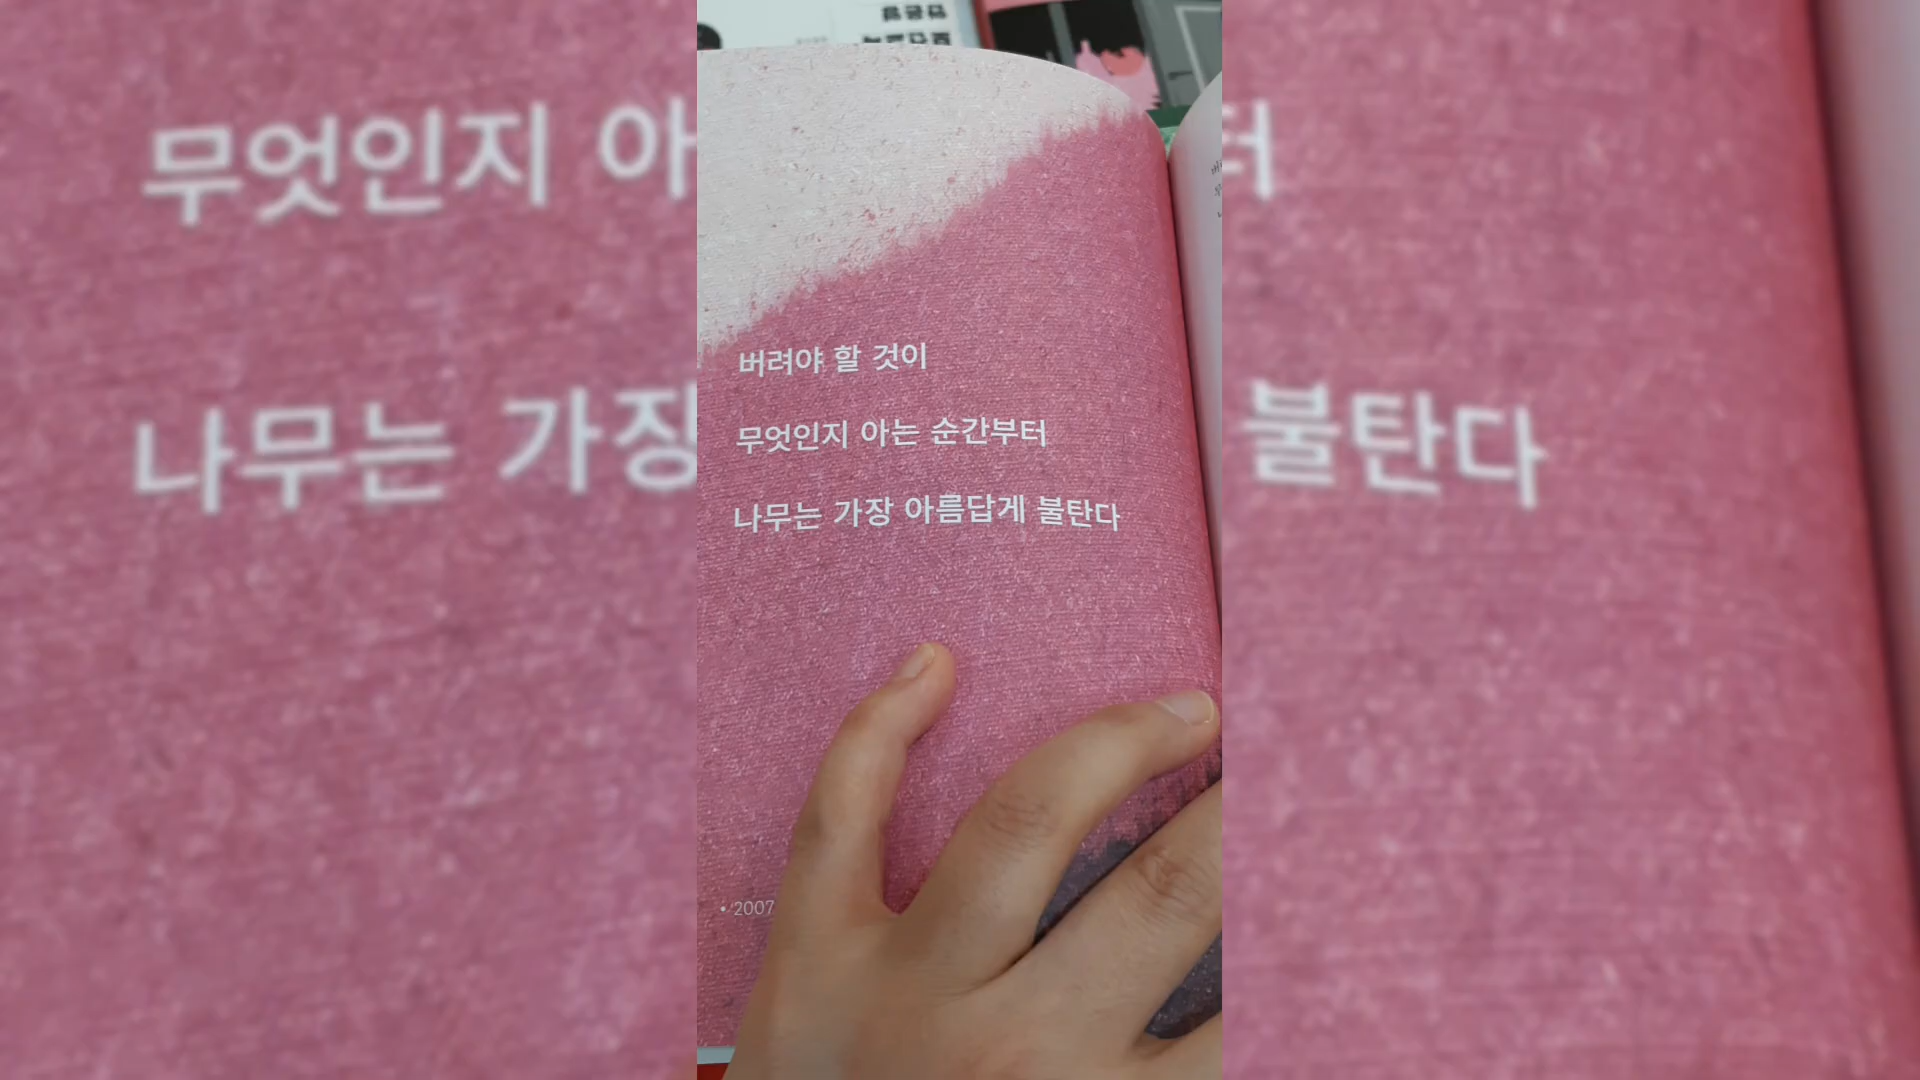 버려야 할 것이
무엇인지 아는 순간부터
나무는 가장 아름답게 불탄다
• 2007